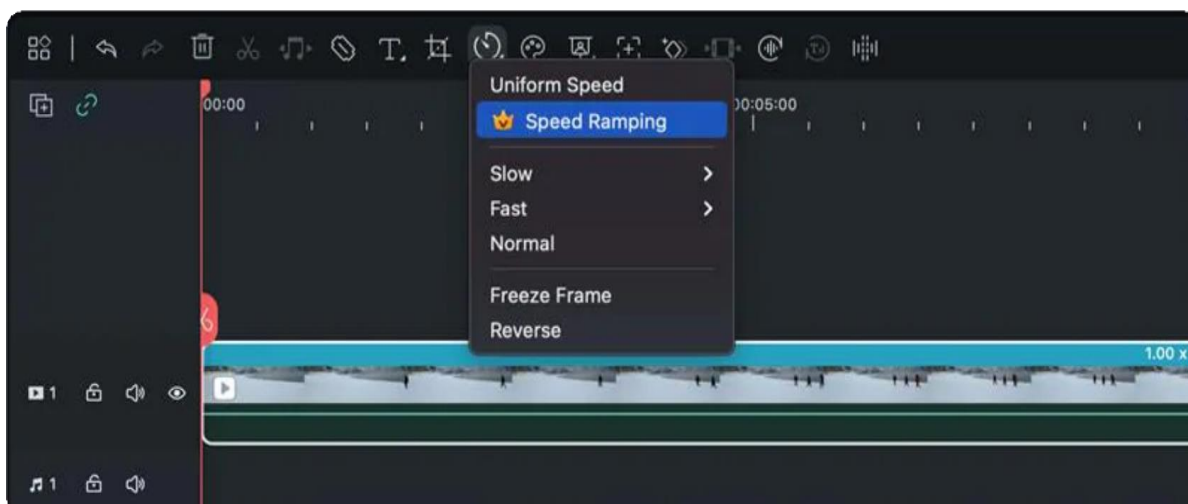 Uniform Speed
00:00
00:05:00
Speed Ramping
Slow
Fast
Normal
Freeze Frame
Reverse
1.00 x
1
1